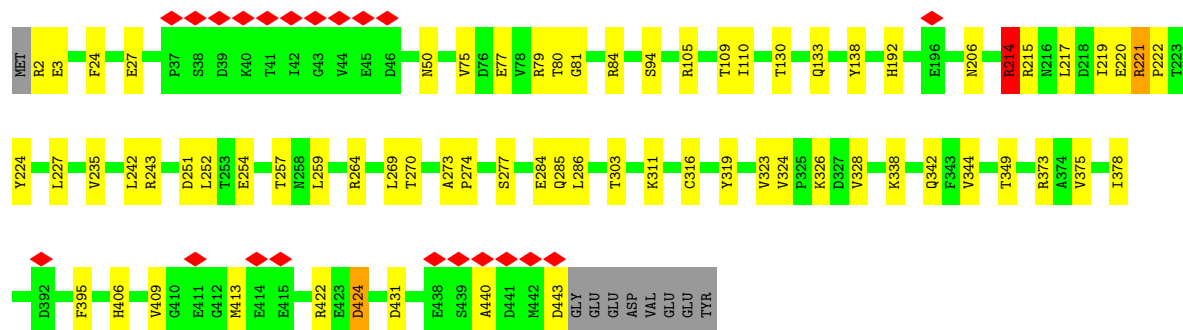 MET R2 E3 F24 E27 P37 S38 D39 K40 T41 I42 G43 V44 E45 D46 N50 V75 D76 E77 V78 R79 T80 G81 R84 S94 R105 T109 I110 T130 Q133 Y138 H192 E196 N206 R214 R215 N216 L217 D218 I219 E220 R221 P222 T223
Y224 L227 V235 L242 R243 D251 L252 T253 E254 T257 N258 L259 R264 L269 T270 A273 P274 S277 E284 Q285 L286 T303 K311 C316 Y319 V323 V324 P325 K326 D327 V328 K338 Q342 F343 V344 T349 R373 A374 V375 I378
D392 F395 H406 V409 G410 E411 G412 M413 E414 E415 R422 E423 D424 D431 E438 S439 A440 D441 M442 D443 GLY GLU GLU ASP VAL GLU GLU TYR